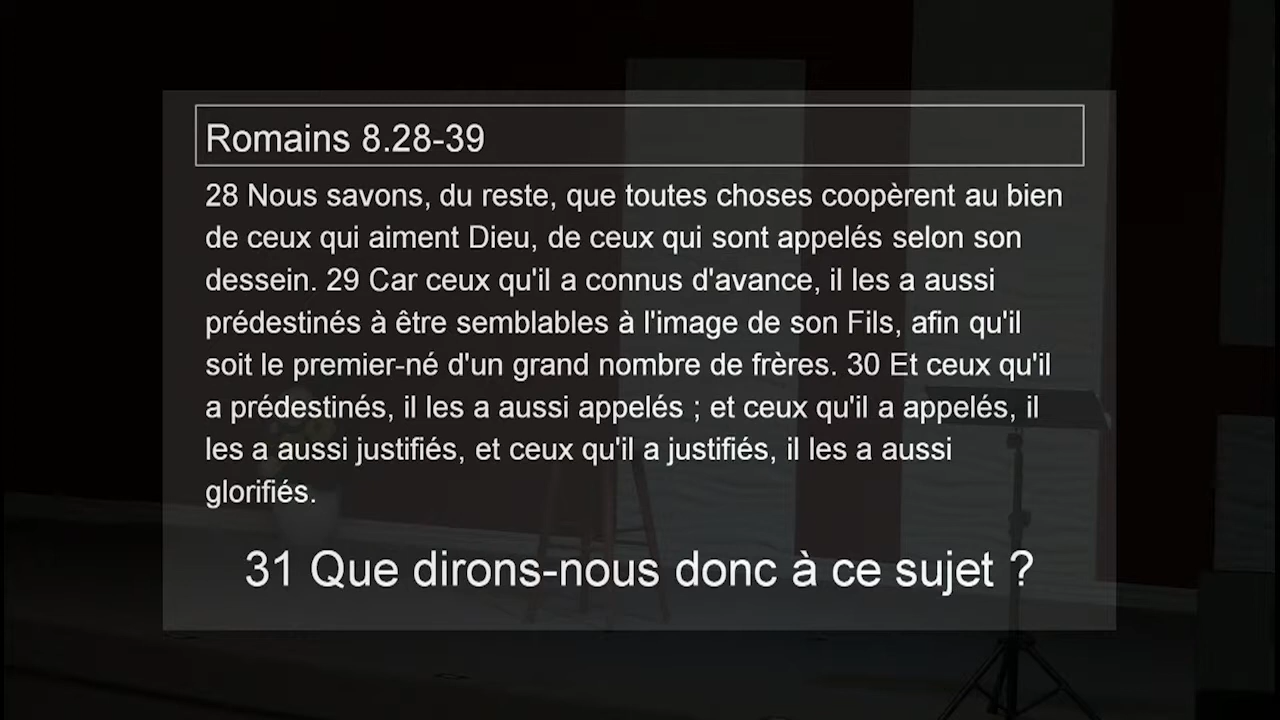 Romains 8.28-39
28 Nous savons, du reste, que toutes choses coopèrent au bien
de ceux qui aiment Dieu, de ceux qui sont appelés selon son
dessein. 29 Car ceux qu'il a connus d'avance, il les a aussi
prédestinés à être semblables à l'image de son Fils, afin qu'il
soit le premier-né d'un grand nombre de frères. 30 Et ceux qu'il
a prédestinés, il les a aussi appelés ; et ceux qu'il a appelés, il
les a aussi justifiés, et ceux qu'il a justifiés, il les a aussi
glorifiés.
31 Que dirons-nous donc à ce sujet ?